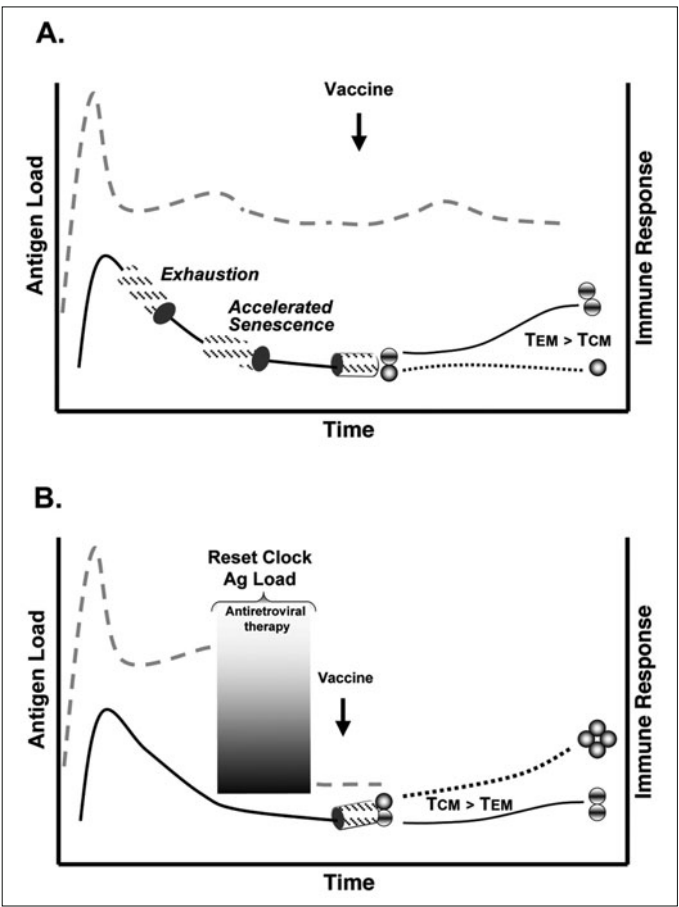 A.
Vaccine
Antigen Load
Immune Response
Exhaustion
Accelerated
Senescence
TEM > TCM
Time
B.
Reset Clock
Ag Load
Antiretroviral
therapy
Antigen Load
Immune Response
Vaccine
TCM > TEM
Time